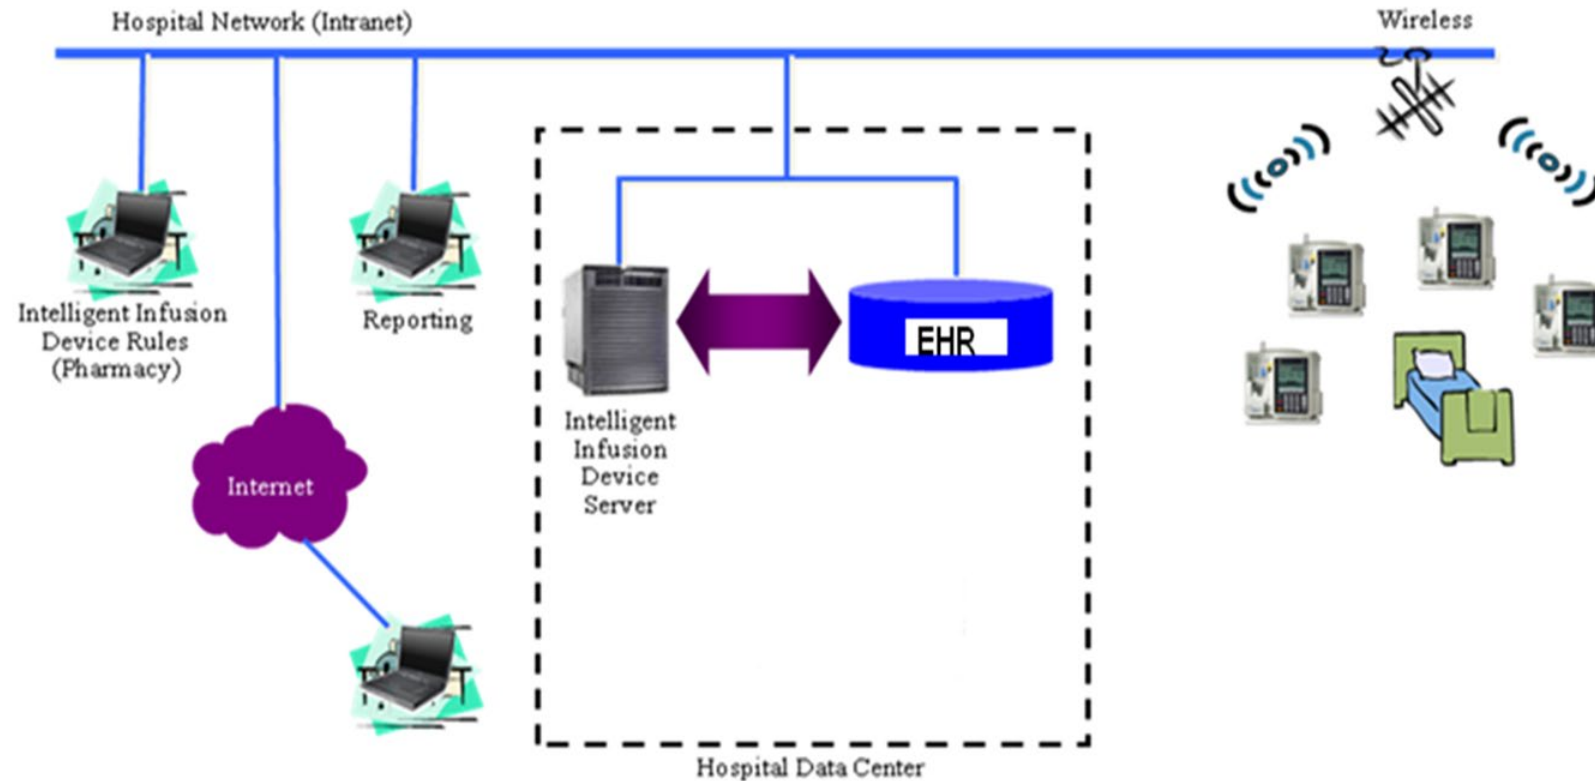 Hospital Network (Intranet)
Wireless
Intelligent Infusion
Device Rules
(Pharmacy)
Reporting
EHR
Intelligent
Infusion
Device
Server
Internet
Hospital Data Center